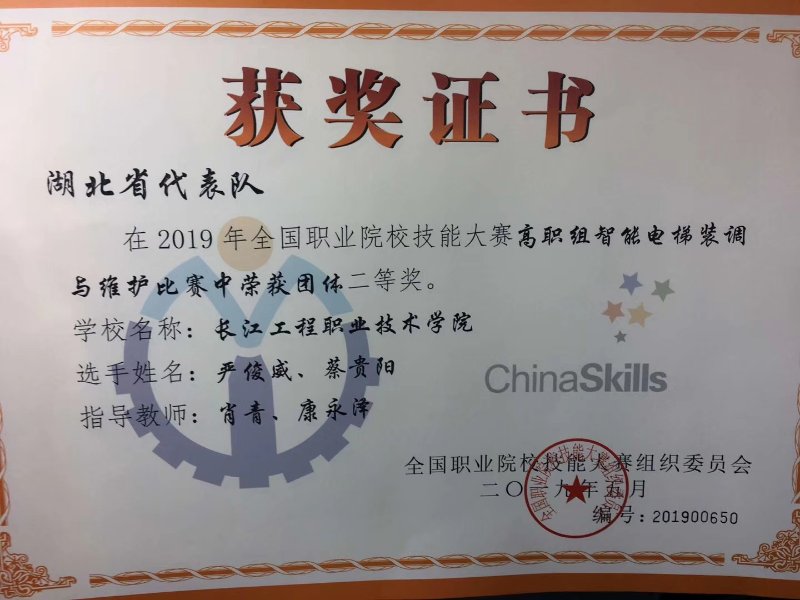 获奖证书
湖北省代表队
在2019年全国职业院校技能大赛高职组智能电梯装调
与维护比赛中荣获团体二等奖。
学校名称：长江工程职业技术学院
选手姓名：严俊威、蔡贵阳
指导教师：肖青、康永泽
ChinaSkills
全国职业院校技能大赛组织委员会
二〇一九年五月
编号：201900650